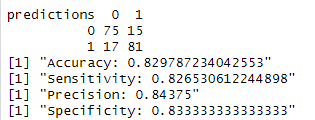 predictions  0  1
          0 75 15
          1 17 81
[1] "Accuracy: 0.829787234042553"
[1] "Sensitivity: 0.826530612244898"
[1] "Precision: 0.84375"
[1] "Specificity: 0.833333333333333"